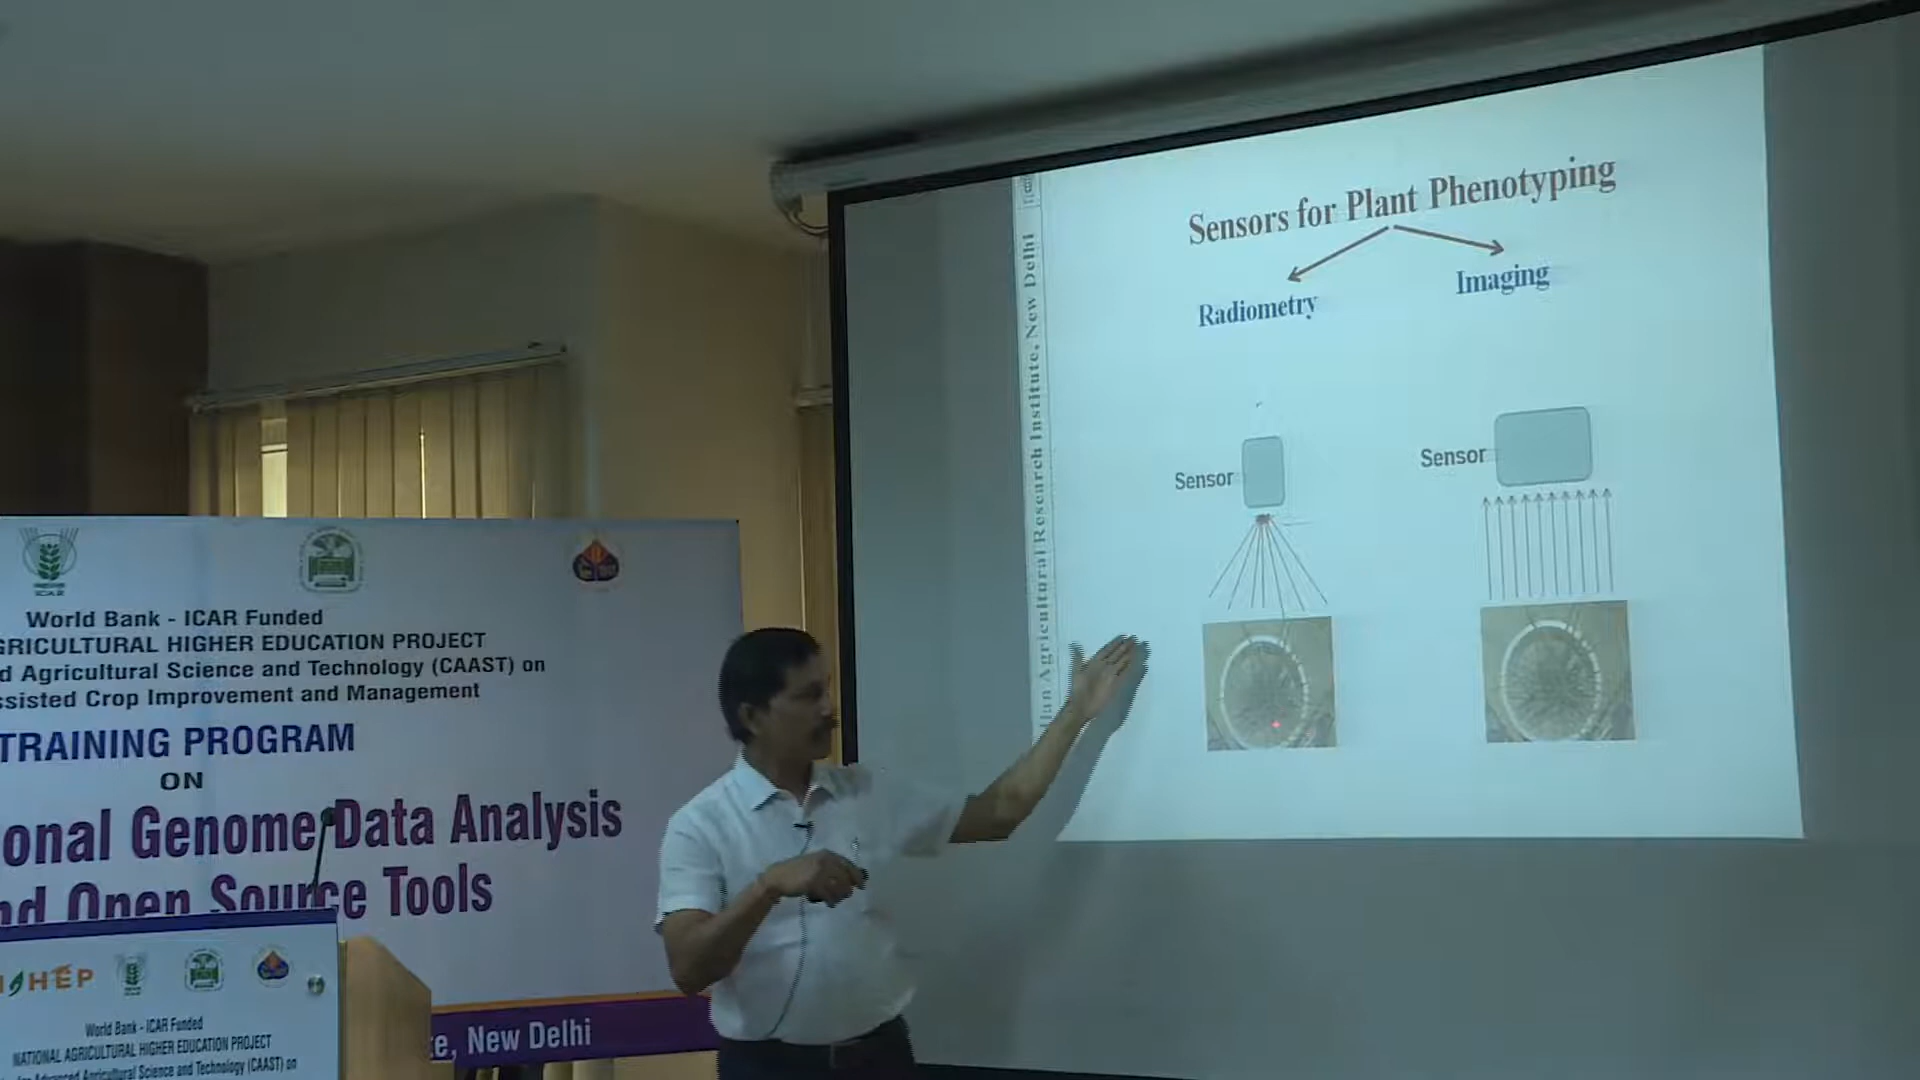 Sensors for Plant Phenotyping
Radiometry
Imaging
Sensor
Sensor
Agricultural Research Institute, New Delhi
ICAR
World Bank - ICAR Funded
GRICULTURAL HIGHER EDUCATION PROJECT
d Agricultural Science and Technology (CAAST) on
ssisted Crop Improvement and Management
TRAINING PROGRAM
ON
onal Genome Data Analysis
nd Open Source Tools
e, New Delhi
HEP
World Bank - ICAR Funded
NATIONAL AGRICULTURAL HIGHER EDUCATION PROJECT
Advanced Agricultural Science and Technology (CAAST) on